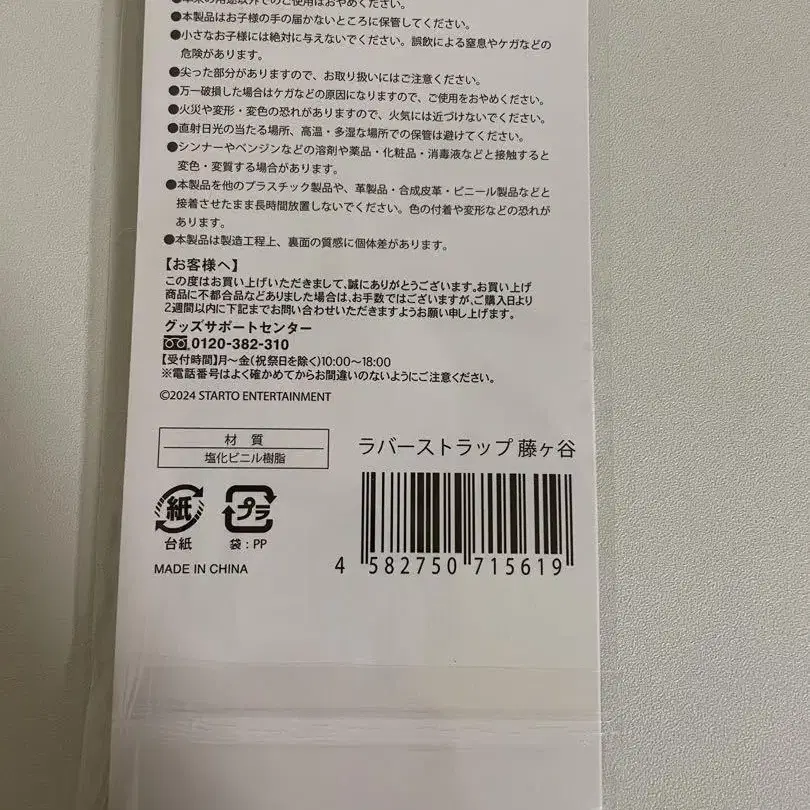 ●本来の用途以外でのご使用はおやめください。
●本製品はお子様の手の届かないところに保管してください。
●小さなお子様には絶対に与えないでください。誤飲による窒息やケガなどの
危険があります。
●尖った部分がありますので、お取り扱いにはご注意ください。
●万一破損した場合はケガなどの原因になりますので、ご使用をおやめください。
●火災や変形・変色の恐れがありますので、火気には近づけないでください。
●直射日光の当たる場所、高温・多湿な場所での保管は避けてください。
●シンナーやベンジンなどの溶剤や薬品・化粧品・消毒液などと接触すると
変色・変質する場合があります。
●本製品を他のプラスチック製品や、革製品・合成皮革・ビニール製品などと
接着させたまま長時間放置しないでください。色の付着や変形などの恐れが
あります。
●本製品は製造工程上、裏面の質感に個体差があります。
【お客様へ】
この度はお買い上げいただきまして、誠にありがとうございます。お買い上げ
商品に不都合品などありました場合は、お手数ではございますが、ご購入日より
2週間以内に下記までお問い合わせいただきますようお願い申し上げます。
グッズサポートセンター
0120-382-310
【受付時間】月〜金(祝祭日を除く)10:00〜18:00
※電話番号はよく確かめてからお間違いのないようにご注意ください。
©2024 STARTO ENTERTAINMENT
材 質
塩化ビニル樹脂
ラバーストラップ 藤ヶ谷
紙
プラ
台紙
袋：PP
MADE IN CHINA
4 582750 715619